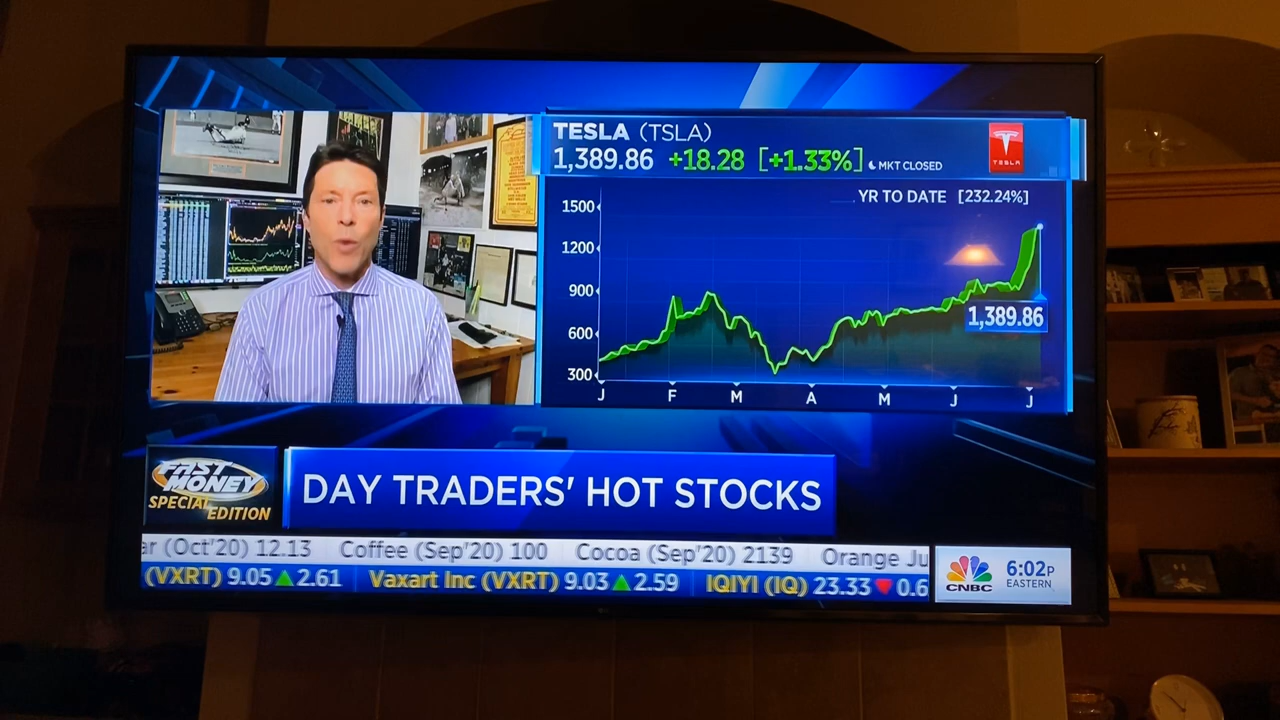 TESLA (TSLA)
1,389.86 +18.28 [+1.33%] MKT CLOSED
TESLA
YR TO DATE [232.24%]
1500
1200
900
600
300
1,389.86
J F M A M J J
FAST MONEY
SPECIAL EDITION
DAY TRADERS' HOT STOCKS
ar (Oct'20) 12.13 Coffee (Sep'20) 100 Cocoa (Sep'20) 2139 Orange Ju
(VXRT) 9.05 ▲ 2.61 Vaxart Inc (VXRT) 9.03 ▲ 2.59 IQIYI (IQ) 23.33 ▼ 0.6
CNBC
6:02P
EASTERN